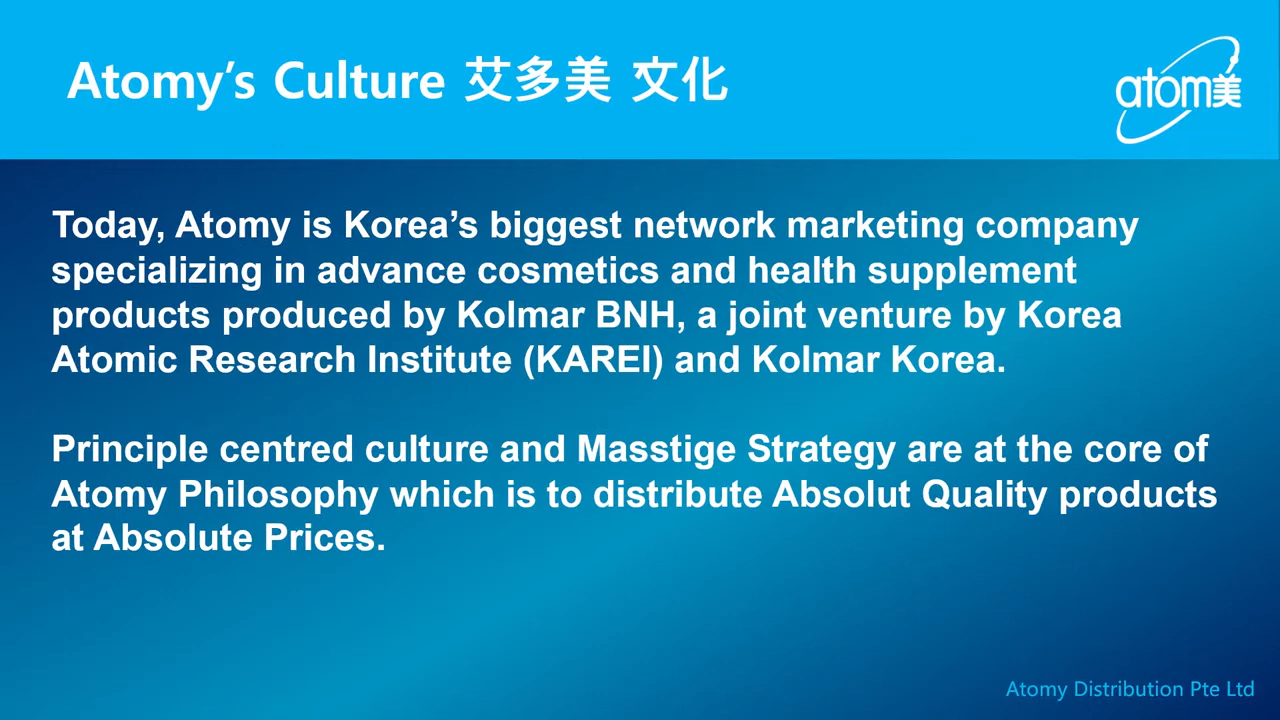 Atomy’s Culture 艾多美 文化
atom美
Today, Atomy is Korea’s biggest network marketing company
specializing in advance cosmetics and health supplement
products produced by Kolmar BNH, a joint venture by Korea
Atomic Research Institute (KAREI) and Kolmar Korea.
Principle centred culture and Masstige Strategy are at the core of
Atomy Philosophy which is to distribute Absolut Quality products
at Absolute Prices.
Atomy Distribution Pte Ltd